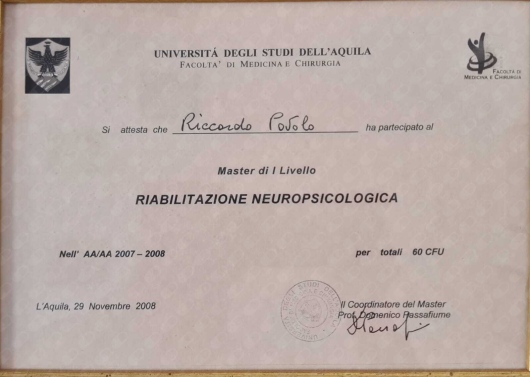 UNIVERSITÁ DEGLI STUDI DELL'AQUILA
FACOLTA' DI MEDICINA E CHIRURGIA
FACOLTÀ DI
MEDICINA E CHIRURGIA
Si attesta che Riccardo Povolo ha partecipato al
Master di I Livello
RIABILITAZIONE NEUROPSICOLOGICA
Nell' AA/AA 2007 – 2008 per totali 60 CFU
L'Aquila, 29 Novembre 2008
Il Coordinatore del Master
Prof. Domenico Passafiume